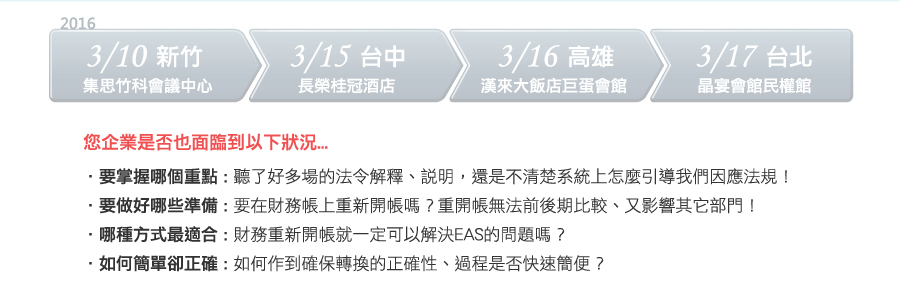 2016
3/10 新竹
集思竹科會議中心
3/15 台中
長榮桂冠酒店
3/16 高雄
漢來大飯店巨蛋會館
3/17 台北
晶宴會館民權館
您企業是否也面臨到以下狀況...
・要掌握哪個重點：聽了好多場的法令解釋、說明，還是不清楚系統上怎麼引導我們因應法規！
・要做好哪些準備：要在財務帳上重新開帳嗎？重開帳無法前後期比較、又影響其它部門！
・哪種方式最適合：財務重新開帳就一定可以解決EAS的問題嗎？
・如何簡單卻正確：如何作到確保轉換的正確性、過程是否快速簡便？